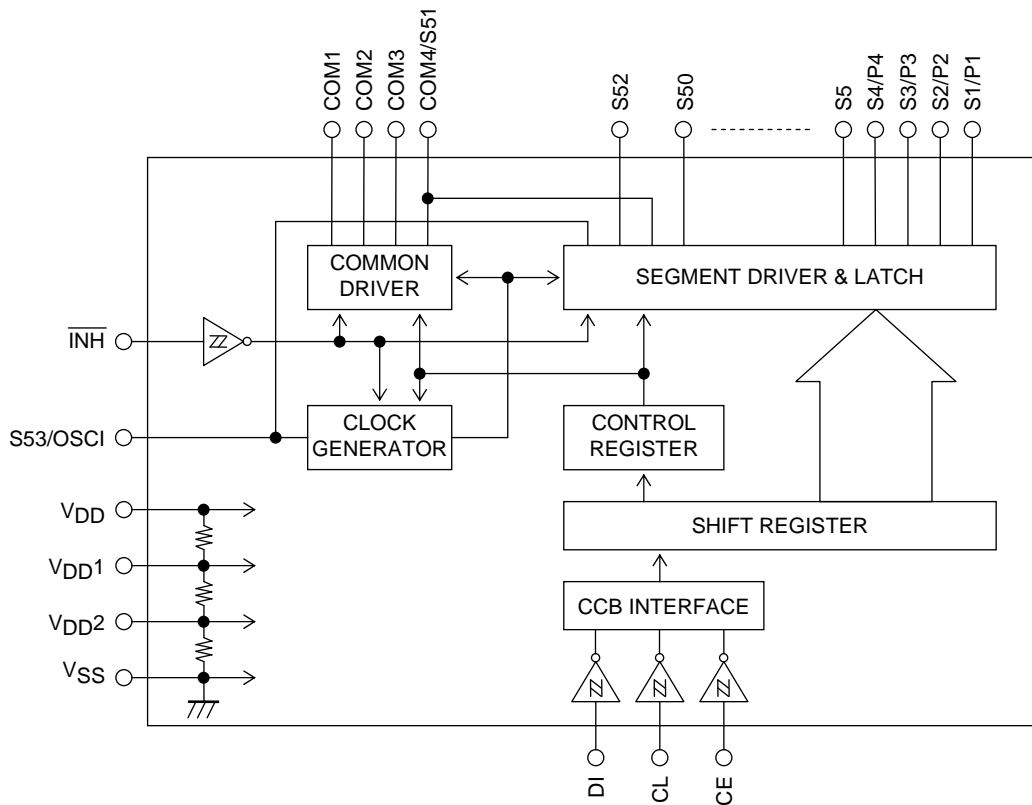 COM1
COM2
COM3
COM4/S51
S52
S50
S5
S4/P4
S3/P3
S2/P2
S1/P1
COMMON
DRIVER
SEGMENT DRIVER & LATCH
INH
S53/OSCI
CLOCK
GENERATOR
CONTROL
REGISTER
VDD
SHIFT REGISTER
VDD1
CCB INTERFACE
VDD2
VSS
DI
CL
CE